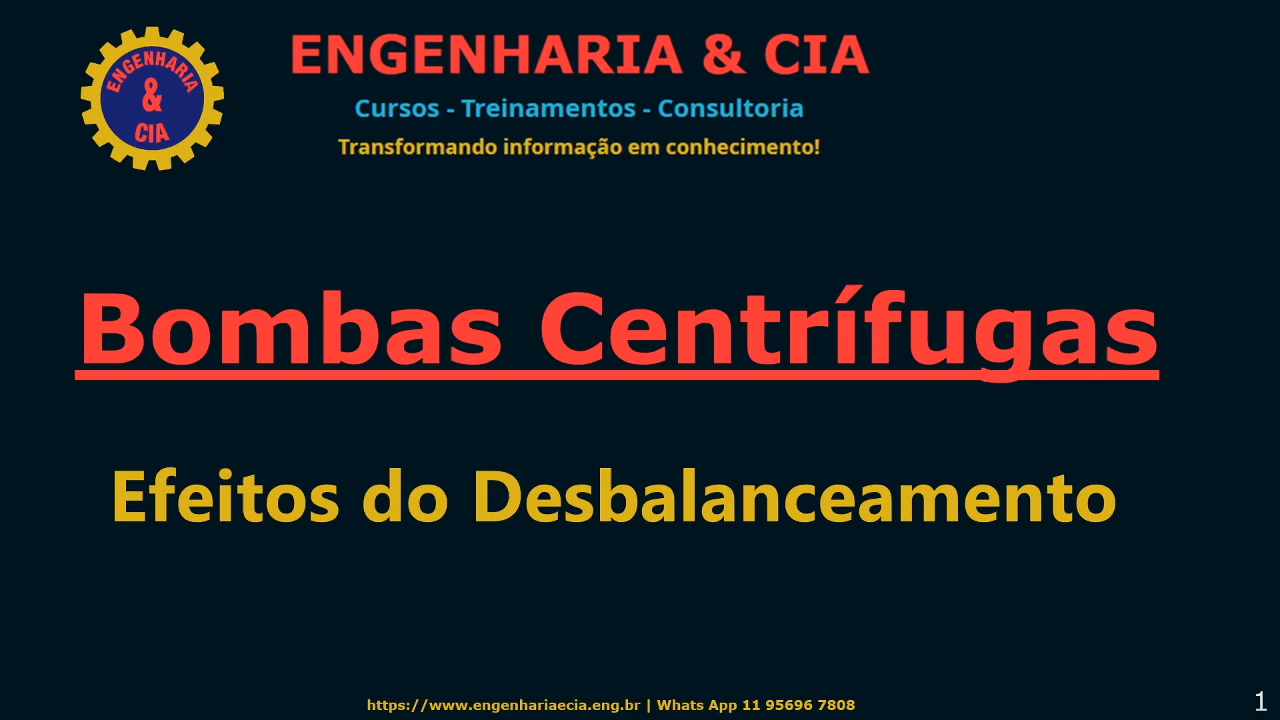 ENGENHARIA
&
CIA
ENGENHARIA & CIA
Cursos - Treinamentos - Consultoria
Transformando informação em conhecimento!
Bombas Centrífugas
Efeitos do Desbalanceamento
https://www.engenhariaecia.eng.br | Whats App 11 95696 7808
1